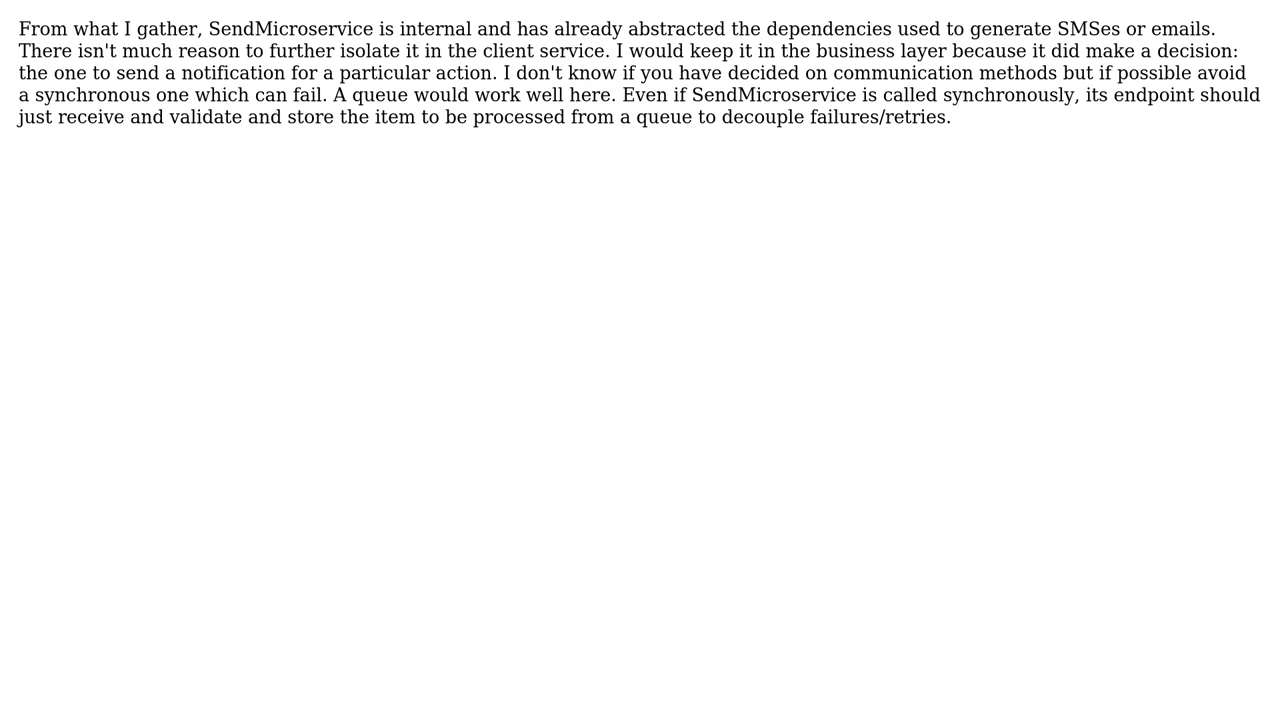 From what I gather, SendMicroservice is internal and has already abstracted the dependencies used to generate SMSes or emails.
There isn't much reason to further isolate it in the client service. I would keep it in the business layer because it did make a decision:
the one to send a notification for a particular action. I don't know if you have decided on communication methods but if possible avoid
a synchronous one which can fail. A queue would work well here. Even if SendMicroservice is called synchronously, its endpoint should
just receive and validate and store the item to be processed from a queue to decouple failures/retries.